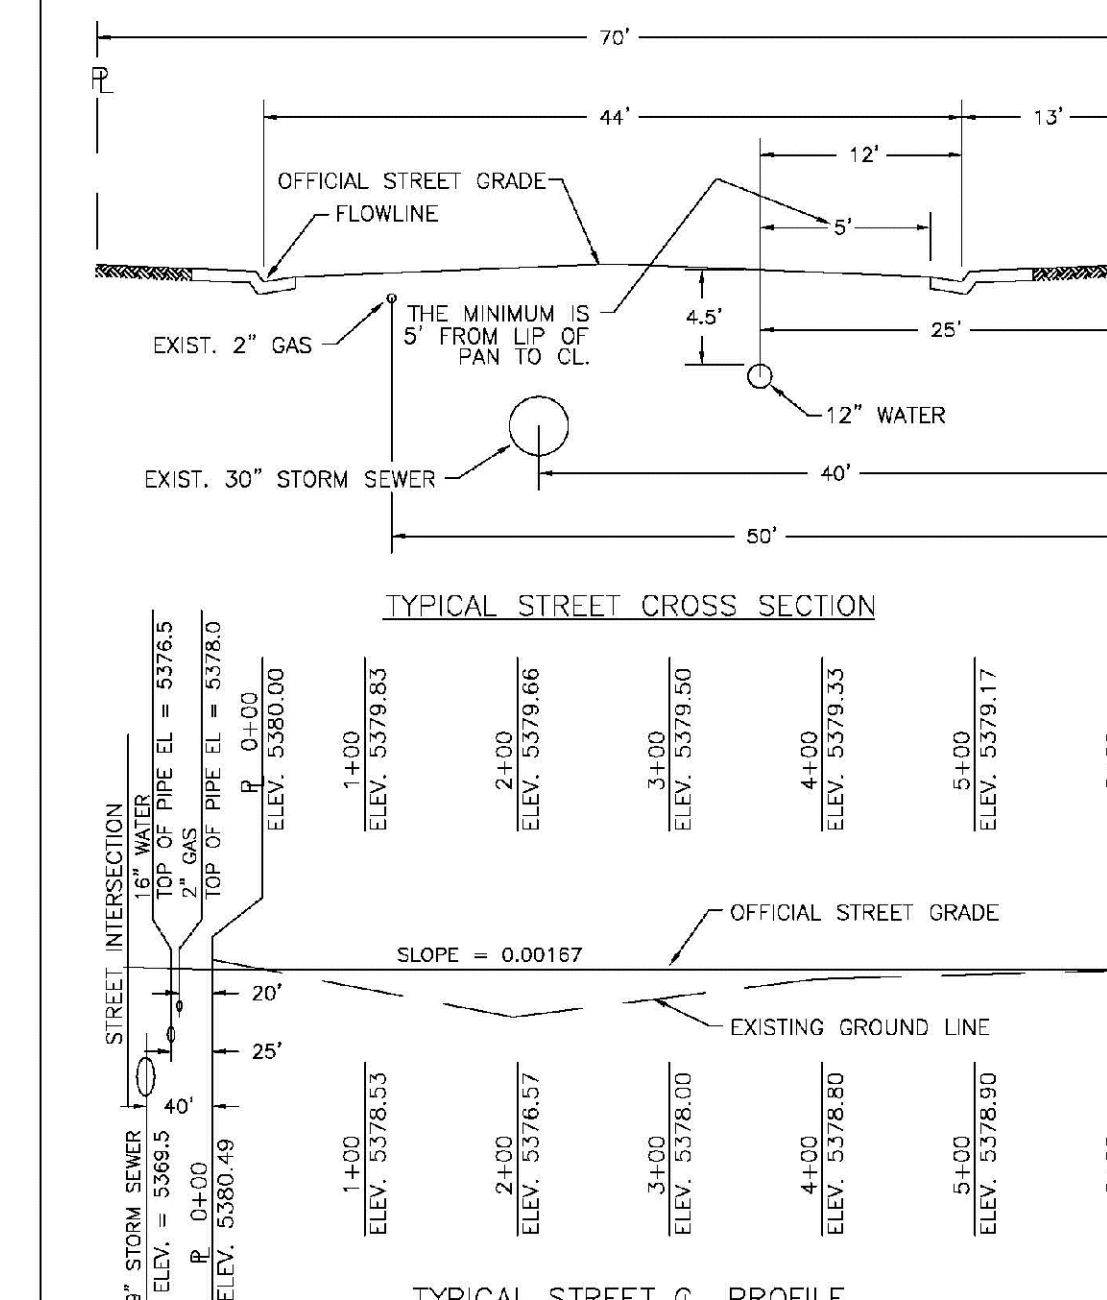 70'
PL
44'
13'
12'
OFFICIAL STREET GRADE
FLOWLINE
5'
THE MINIMUM IS
5' FROM LIP OF
PAN TO CL.
4.5'
25'
EXIST. 2" GAS
12" WATER
EXIST. 30" STORM SEWER
40'
50'
TYPICAL STREET CROSS SECTION
STREET INTERSECTION
16" WATER
TOP OF PIPE EL = 5376.5
2" GAS
TOP OF PIPE EL = 5378.0
PL 0+00
ELEV. 5380.00
1+00
ELEV. 5379.83
2+00
ELEV. 5379.66
3+00
ELEV. 5379.50
4+00
ELEV. 5379.33
5+00
ELEV. 5379.17
OFFICIAL STREET GRADE
SLOPE = 0.00167
20'
EXISTING GROUND LINE
25'
40'
STORM SEWER
ELEV. = 5369.5
PL 0+00
ELEV. 5380.49
1+00
ELEV. 5378.53
2+00
ELEV. 5376.57
3+00
ELEV. 5378.00
4+00
ELEV. 5378.80
5+00
ELEV. 5378.90
TYPICAL STREET PROFILE